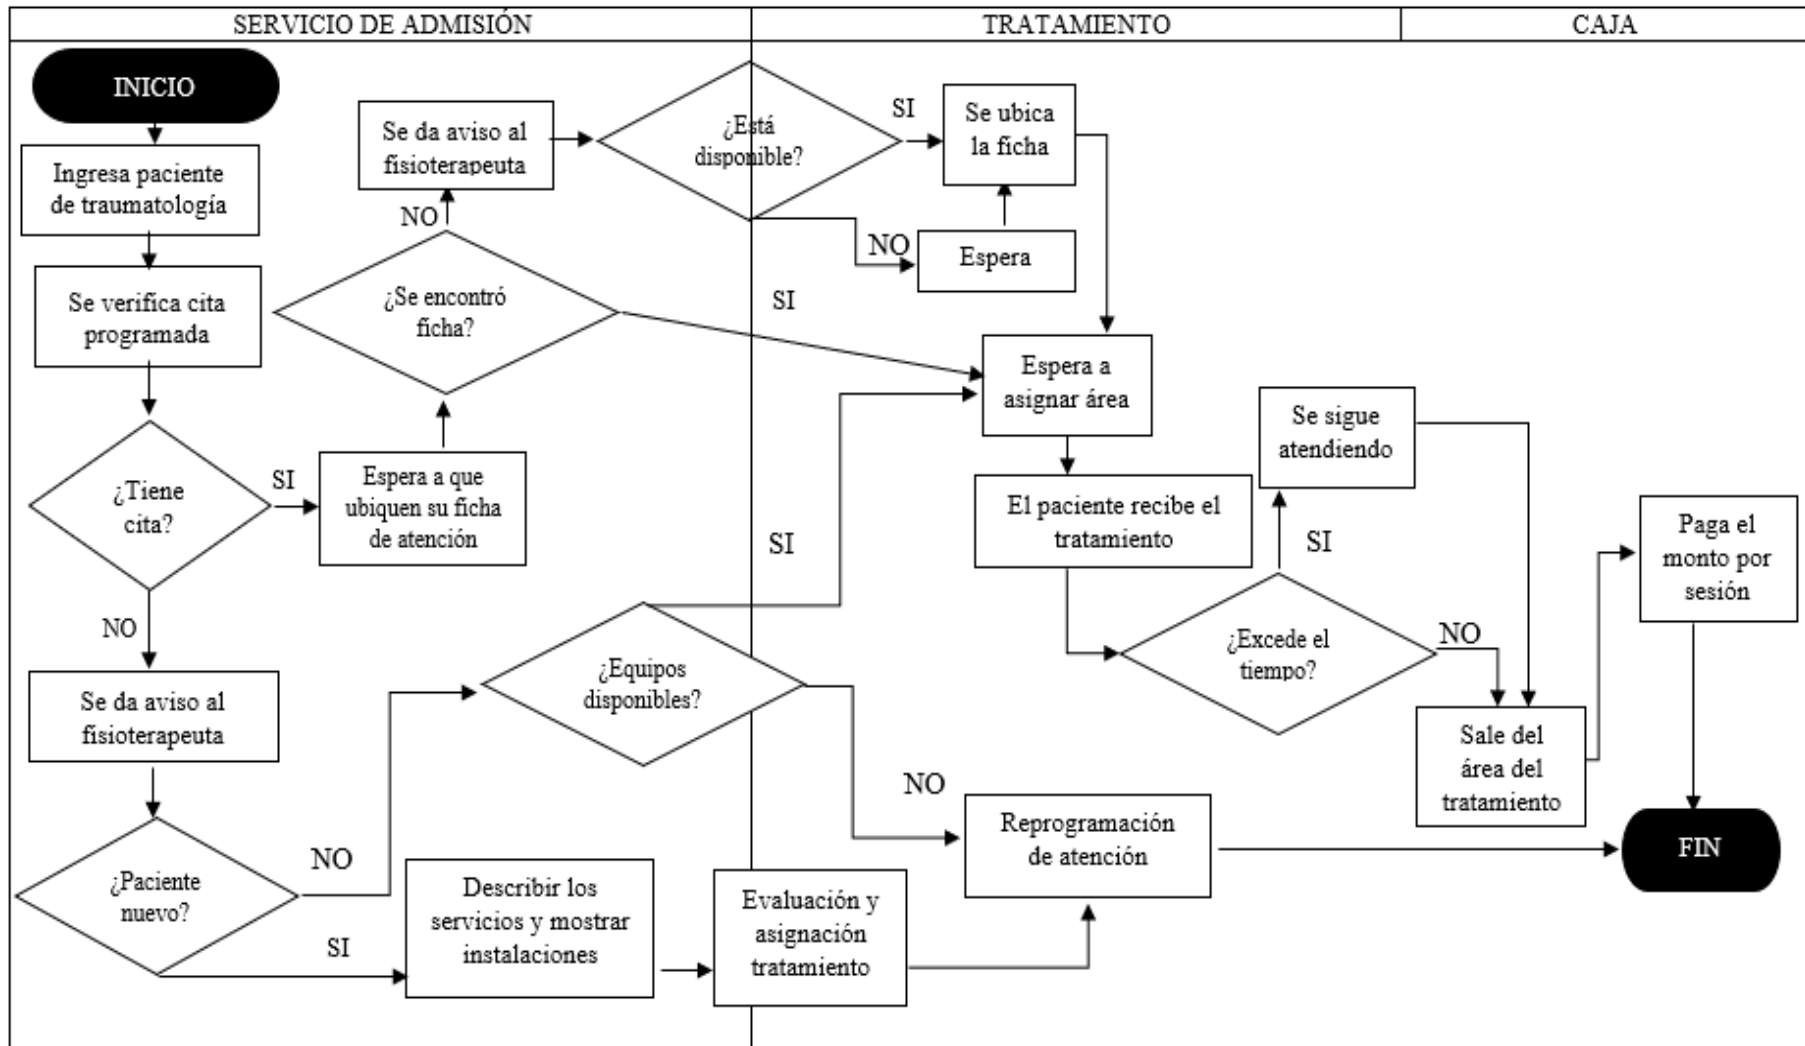 SERVICIO DE ADMISIÓN
TRATAMIENTO
CAJA
INICIO
Ingresa paciente
de traumatología
Se verifica cita
programada
¿Tiene
cita?
SI
Espera a que
ubiquen su ficha
de atención
¿Se encontró
ficha?
NO
Se da aviso al
fisioterapeuta
¿Está
disponible?
SI
Se ubica
la ficha
NO
Espera
SI
Espera a
asignar área
El paciente recibe el
tratamiento
¿Excede el
tiempo?
SI
Se sigue
atendiendo
NO
Sale del
área del
tratamiento
Paga el
monto por
sesión
FIN
NO
Se da aviso al
fisioterapeuta
¿Paciente
nuevo?
NO
¿Equipos
disponibles?
SI
NO
Reprogramación
de atención
SI
Describir los
servicios y mostrar
instalaciones
Evaluación y
asignación
tratamiento